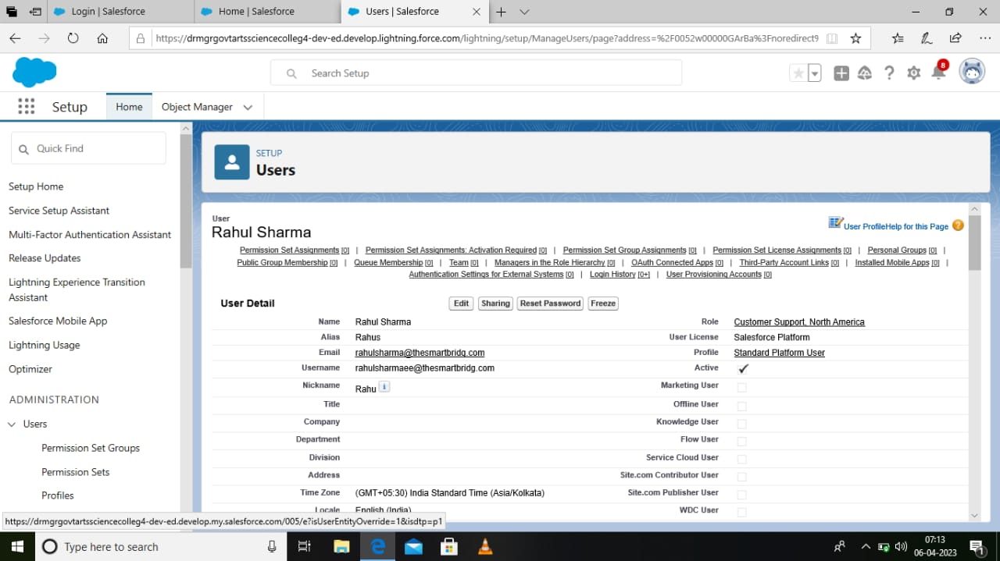 Login | Salesforce
Home | Salesforce
Users | Salesforce
https://drmgrgovtartssciencecolleg4-dev-ed.develop.lightning.force.com/lightning/setup/ManageUsers/page?address=%2F0052w00000GArBa%3Fnoredirect%
Search Setup
8
Setup
Home
Object Manager
Quick Find
Setup Home
Service Setup Assistant
Multi-Factor Authentication Assistant
Release Updates
Lightning Experience Transition
Assistant
Salesforce Mobile App
Lightning Usage
Optimizer
ADMINISTRATION
Users
Permission Set Groups
Permission Sets
Profiles
SETUP
Users
User
Rahul Sharma
User Profile Help for this Page ?
Permission Set Assignments [0] | Permission Set Assignments: Activation Required [0] | Permission Set Group Assignments [0] | Permission Set License Assignments [0] | Personal Groups [0] |
Public Group Membership [0] | Queue Membership [0] | Team [0] | Managers in the Role Hierarchy [0] | OAuth Connected Apps [0] | Third-Party Account Links [0] | Installed Mobile Apps [0] |
Authentication Settings for External Systems [0] | Login History [0+] | User Provisioning Accounts [0]
User Detail
Edit Sharing Reset Password Freeze
Name Rahul Sharma Role Customer Support, North America
Alias Rahus User License Salesforce Platform
Email rahulsharma@thesmartbridg.com Profile Standard Platform User
Username rahulsharmaee@thesmartbridg.com Active
Nickname Rahu i Marketing User
Title Offline User
Company Knowledge User
Department Flow User
Division Service Cloud User
Address Site.com Contributor User
Time Zone (GMT+05:30) India Standard Time (Asia/Kolkata) Site.com Publisher User
Locale English (India) WDC User
https://drmgrgovtartssciencecolleg4-dev-ed.develop.my.salesforce.com/005/e?isUserEntityOverride=1&isdtp=p1
Type here to search
07:13
06-04-2023
1